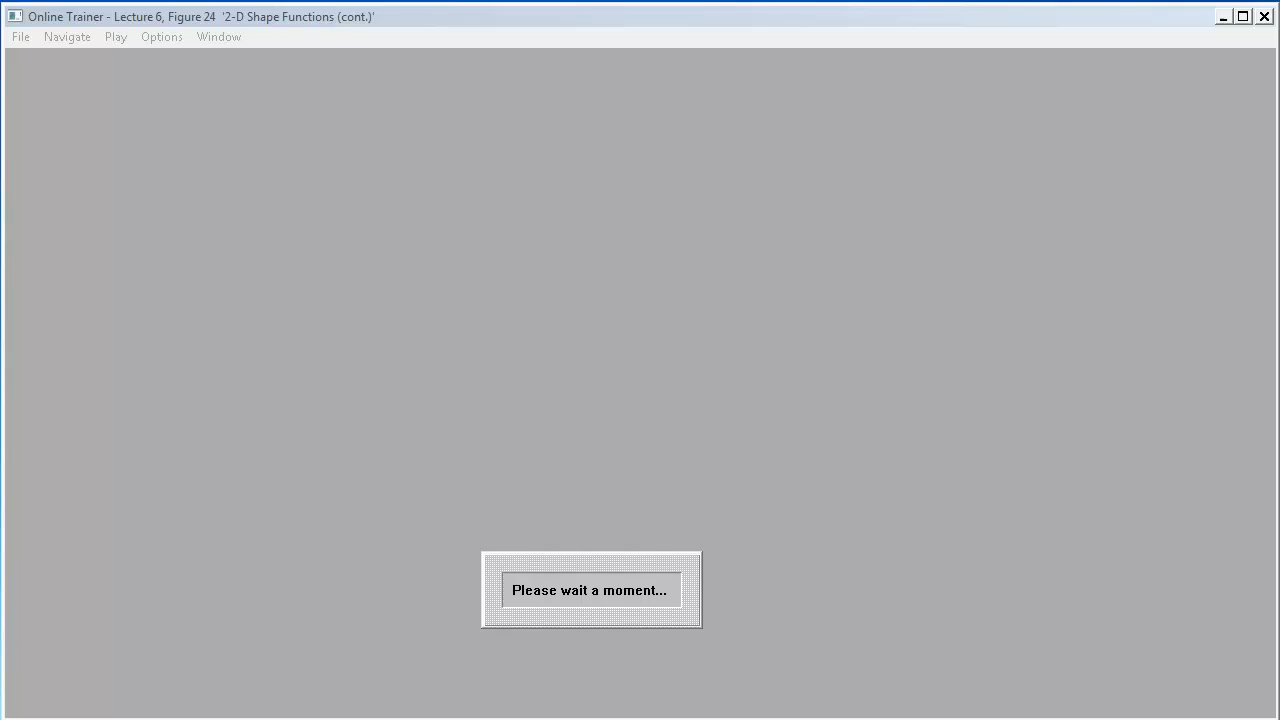 Online Trainer - Lecture 6, Figure 24 '2-D Shape Functions (cont.)'
File Navigate Play Options Window
Please wait a moment...